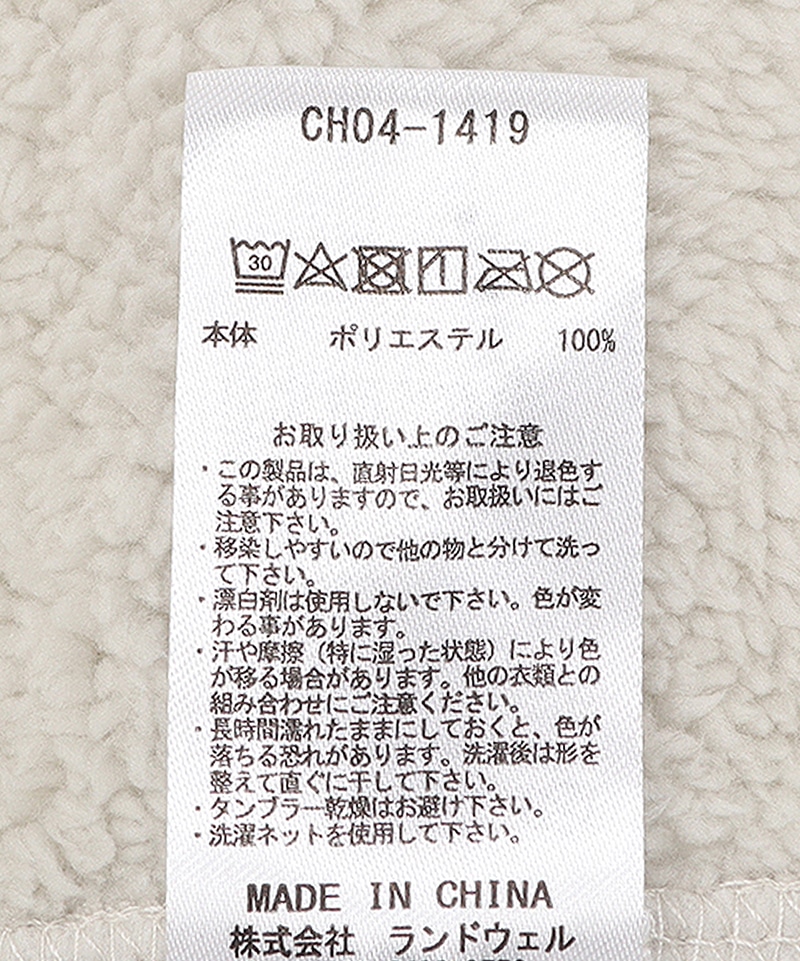 CH04-1419
30
本体 ポリエステル 100%
お取り扱い上のご注意
・この製品は、直射日光等により退色す
る事がありますので、お取扱いにはご
注意下さい。
・移染しやすいので他の物と分けて洗っ
て下さい。
・漂白剤は使用しないで下さい。色が変
わる事があります。
・汗や摩擦（特に湿った状態）により色
が移る場合があります。他の衣類との
組み合わせにご注意ください。
・長時間濡れたままにしておくと、色が
落ちる恐れがあります。洗濯後は形を
整えて直ぐに干して下さい。
・タンブラー乾燥はお避け下さい。
・洗濯ネットを使用して下さい。
MADE IN CHINA
株式会社 ランドウェル